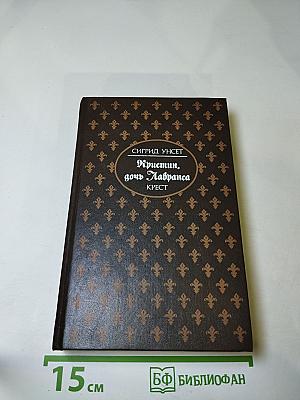 СИГРИД УНСЕТ
Кристин,
дочь Лавранса
КРЕСТ
15 см
БФ БИБЛИОФАН